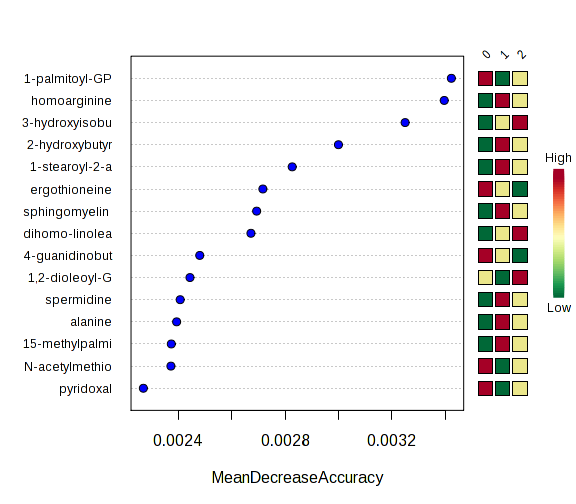 0 1 2
1-palmitoyl-GP
homoarginine
3-hydroxyisobu
2-hydroxybutyr
1-stearoyl-2-a
ergothioneine
sphingomyelin
dihomo-linolea
4-guanidinobut
1,2-dioleoyl-G
spermidine
alanine
15-methylpalmi
N-acetylmethio
pyridoxal
High
Low
0.0024 0.0028 0.0032
MeanDecreaseAccuracy